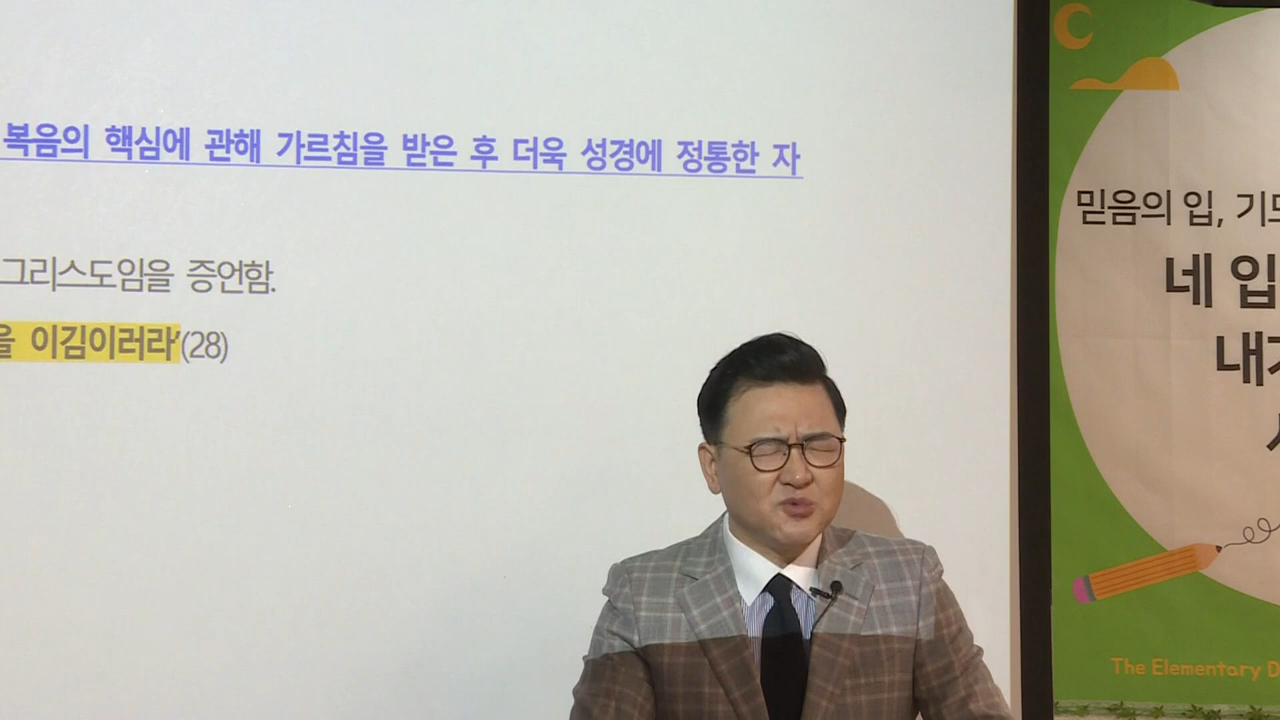 복음의 핵심에 관해 가르침을 받은 후 더욱 성경에 정통한 자
그리스도임을 증언함.
을 이김이러라’(28)
믿음의 입,
네 입
The Elementary D